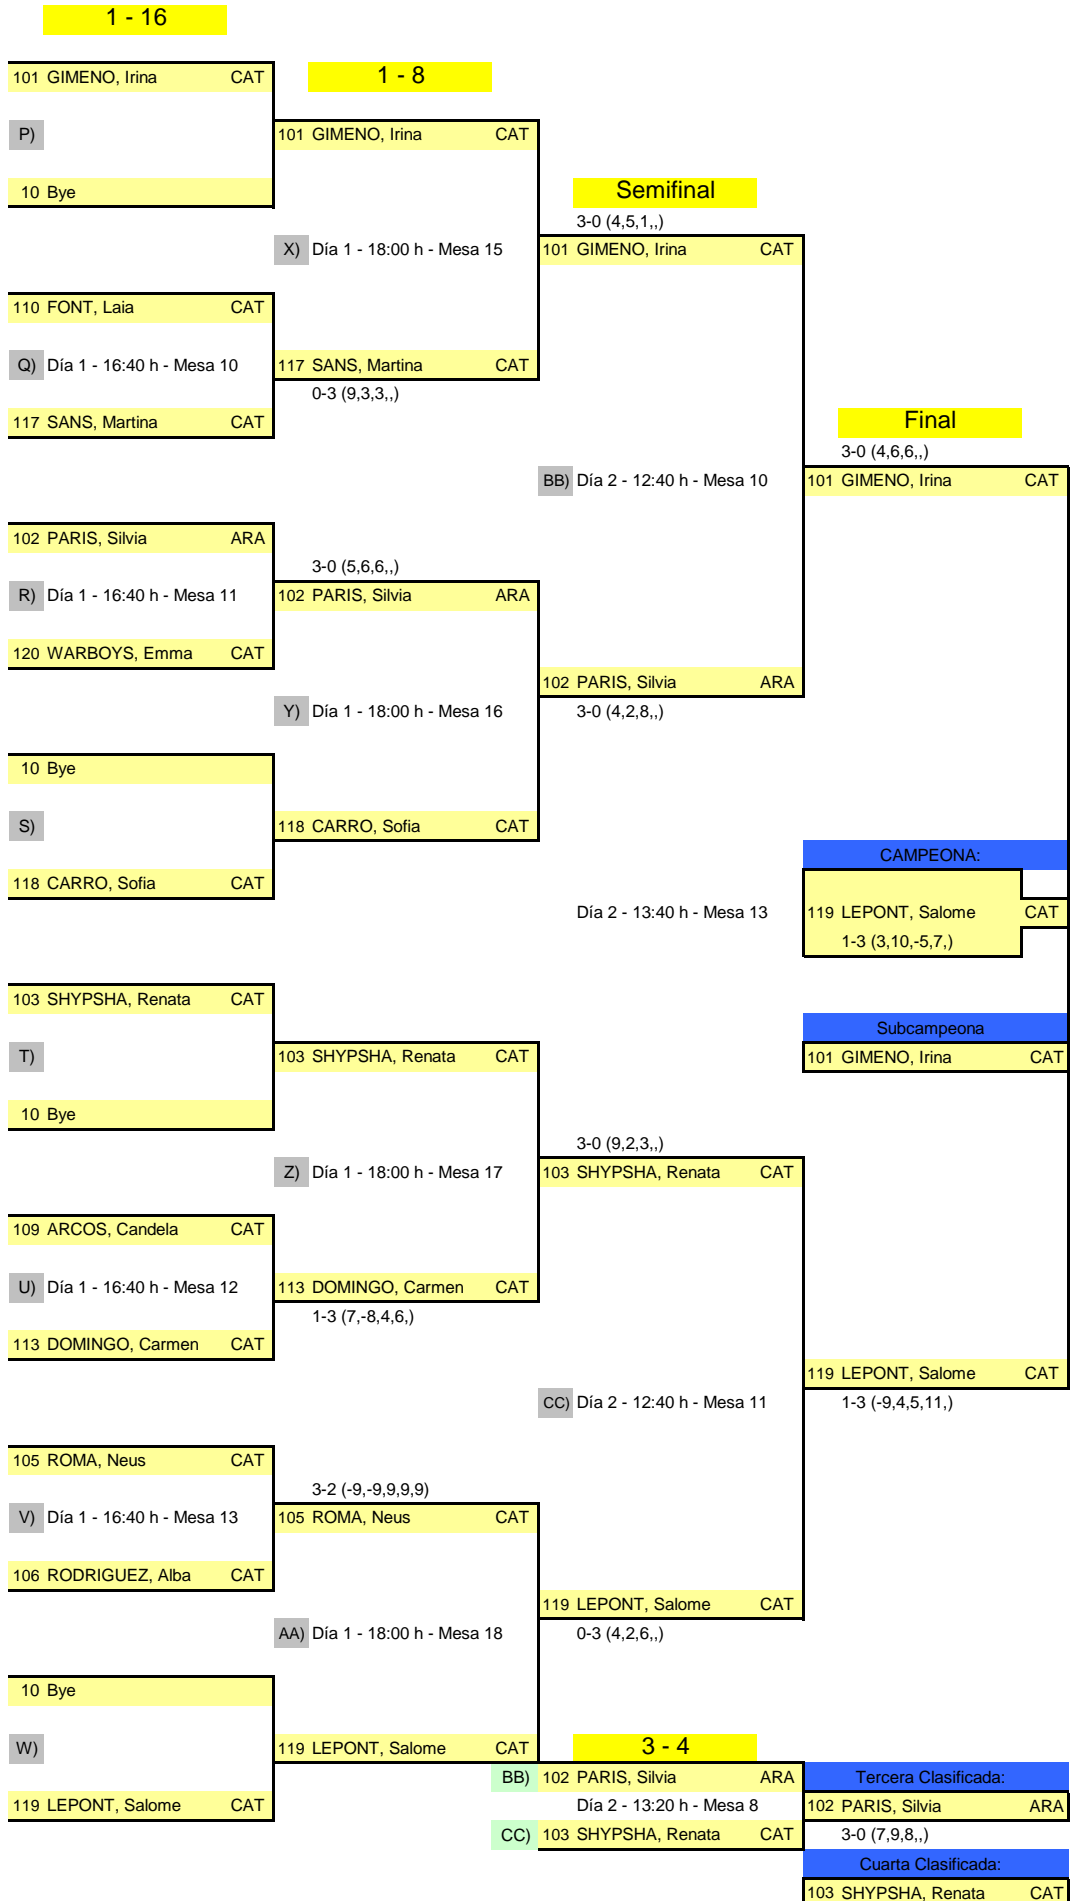 1 - 16
101 GIMENO, Irina CAT
1 - 8
P)
101 GIMENO, Irina CAT
10 Bye
Semifinal
3-0 (4,5,1,,)
X) Día 1 - 18:00 h - Mesa 15
101 GIMENO, Irina CAT
110 FONT, Laia CAT
Q) Día 1 - 16:40 h - Mesa 10
117 SANS, Martina CAT
0-3 (9,3,3,,)
117 SANS, Martina CAT
Final
3-0 (4,6,6,,)
BB) Día 2 - 12:40 h - Mesa 10
101 GIMENO, Irina CAT
102 PARIS, Silvia ARA
3-0 (5,6,6,,)
R) Día 1 - 16:40 h - Mesa 11
102 PARIS, Silvia ARA
120 WARBOYS, Emma CAT
102 PARIS, Silvia ARA
Y) Día 1 - 18:00 h - Mesa 16
3-0 (4,2,8,,)
10 Bye
S)
118 CARRO, Sofia CAT
CAMPEONA:
118 CARRO, Sofia CAT
Día 2 - 13:40 h - Mesa 13
119 LEPONT, Salome CAT
1-3 (3,10,-5,7,)
103 SHYPSHA, Renata CAT
Subcampeona
T)
103 SHYPSHA, Renata CAT
101 GIMENO, Irina CAT
10 Bye
3-0 (9,2,3,,)
Z) Día 1 - 18:00 h - Mesa 17
103 SHYPSHA, Renata CAT
109 ARCOS, Candela CAT
U) Día 1 - 16:40 h - Mesa 12
113 DOMINGO, Carmen CAT
1-3 (7,-8,4,6,)
113 DOMINGO, Carmen CAT
119 LEPONT, Salome CAT
CC) Día 2 - 12:40 h - Mesa 11
1-3 (-9,4,5,11,)
105 ROMA, Neus CAT
3-2 (-9,-9,9,9,9)
V) Día 1 - 16:40 h - Mesa 13
105 ROMA, Neus CAT
106 RODRIGUEZ, Alba CAT
119 LEPONT, Salome CAT
AA) Día 1 - 18:00 h - Mesa 18
0-3 (4,2,6,,)
10 Bye
W)
119 LEPONT, Salome CAT
3 - 4
BB) 102 PARIS, Silvia ARA
Tercera Clasificada:
119 LEPONT, Salome CAT
Día 2 - 13:20 h - Mesa 8
102 PARIS, Silvia ARA
CC) 103 SHYPSHA, Renata CAT
3-0 (7,9,8,,)
Cuarta Clasificada:
103 SHYPSHA, Renata CAT